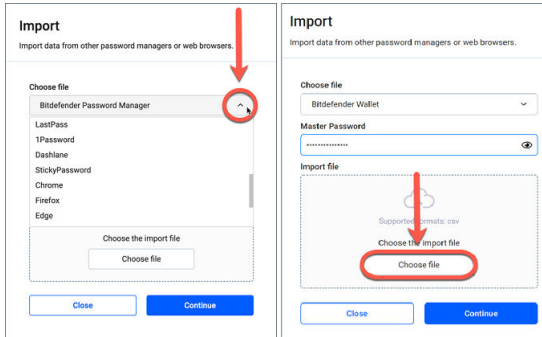 Import
Import data from other password managers or web browsers.
Choose file
Bitdefender Password Manager
LastPass
1Password
Dashlane
StickyPassword
Chrome
Firefox
Edge
Choose the import file
Choose file
Close
Continue
Import
Import data from other password managers or web browsers.
Choose file
Bitdefender Wallet
Master Password
Import file
Supported formats: csv
Choose the import file
Choose file
Close
Continue